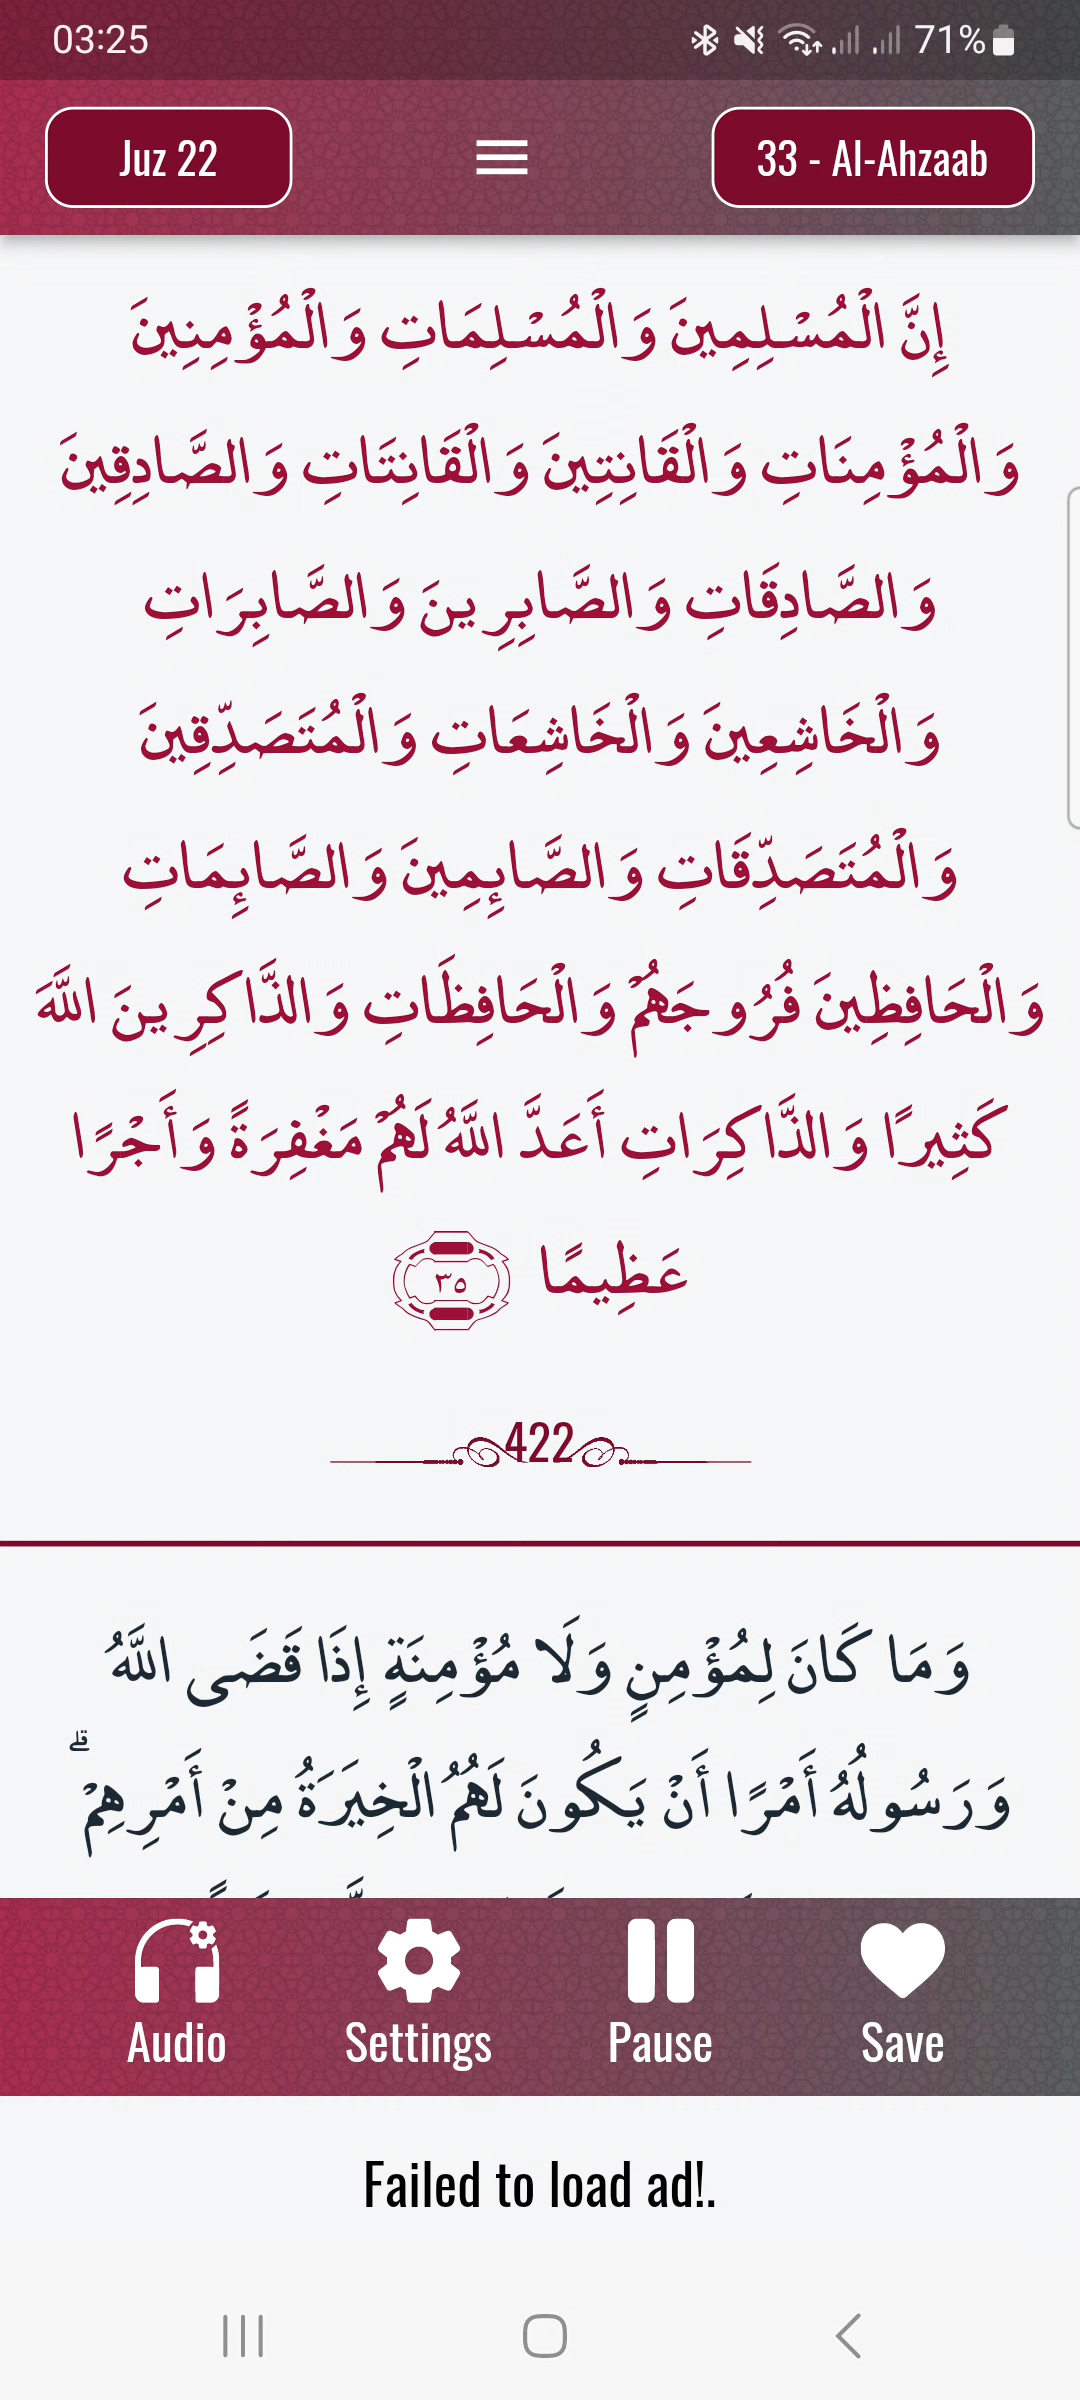 03:25 71%
Juz 22 33 - Al-Ahzaab
إِنَّ الْمُسْلِمِينَ وَالْمُسْلِمَاتِ وَالْمُؤْمِنِينَ
وَالْمُؤْمِنَاتِ وَالْقَانِتِينَ وَالْقَانِتَاتِ وَالصَّادِقِينَ
وَالصَّادِقَاتِ وَالصَّابِرِينَ وَالصَّابِرَاتِ
وَالْخَاشِعِينَ وَالْخَاشِعَاتِ وَالْمُتَصَدِّقِينَ
وَالْمُتَصَدِّقَاتِ وَالصَّائِمِينَ وَالصَّائِمَاتِ
وَالْحَافِظِينَ فُرُوجَهُمْ وَالْحَافِظَاتِ وَالذَّاكِرِينَ اللَّهَ
كَثِيرًا وَالذَّاكِرَاتِ أَعَدَّ اللَّهُ لَهُمْ مَغْفِرَةً وَأَجْرًا
عَظِيمًا ٣٥
422
وَمَا كَانَ لِمُؤْمِنٍ وَلَا مُؤْمِنَةٍ إِذَا قَضَى اللَّهُ
وَرَسُولُهُ أَمْرًا أَنْ يَكُونَ لَهُمُ الْخِيَرَةُ مِنْ أَمْرِهِمْ ۗ
Audio Settings Pause Save
Failed to load ad!.